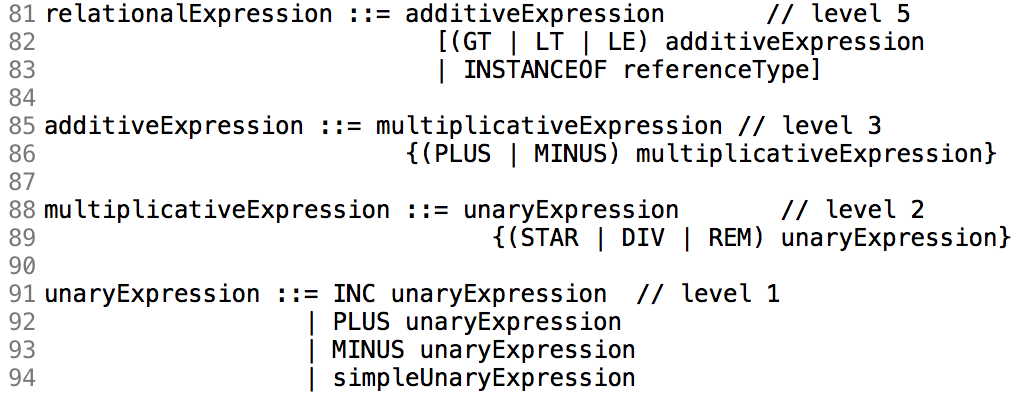 81 relationalExpression ::= additiveExpression       // level 5
82                            [(GT | LT | LE) additiveExpression
83                            | INSTANCEOF referenceType]
84
85 additiveExpression ::= multiplicativeExpression // level 3
86                          {(PLUS | MINUS) multiplicativeExpression}
87
88 multiplicativeExpression ::= unaryExpression       // level 2
89                                {(STAR | DIV | REM) unaryExpression}
90
91 unaryExpression ::= INC unaryExpression  // level 1
92                   | PLUS unaryExpression
93                   | MINUS unaryExpression
94                   | simpleUnaryExpression